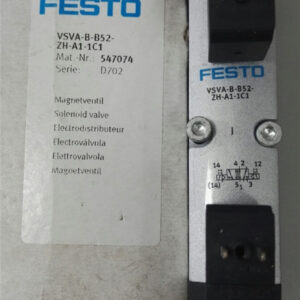 FESTO
VSVA-B-B52-
ZH-A1-1C1
Mat.-Nr.: 547074
Serie: D702
Magnetventil
Solenoid valve
Electrodistributeur
Electroválvula
Elettrovalvola
Magnetventil
FESTO
VSVA-B-B52-
ZH-A1-1C1
14 4 2 12
(14) 5 1 3